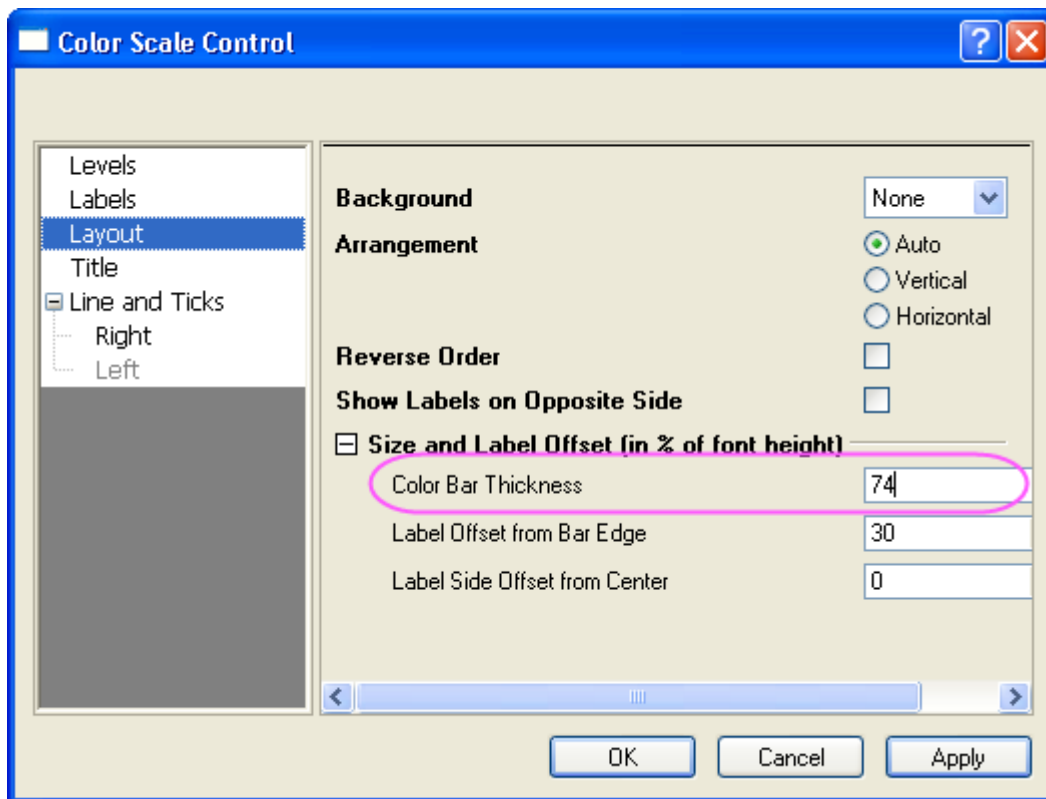 Color Scale Control
Levels
Labels
Layout
Title
Line and Ticks
Right
Left
Background None
Arrangement Auto
Vertical
Horizontal
Reverse Order
Show Labels on Opposite Side
Size and Label Offset (in % of font height)
Color Bar Thickness 74
Label Offset from Bar Edge 30
Label Side Offset from Center 0
OK Cancel Apply